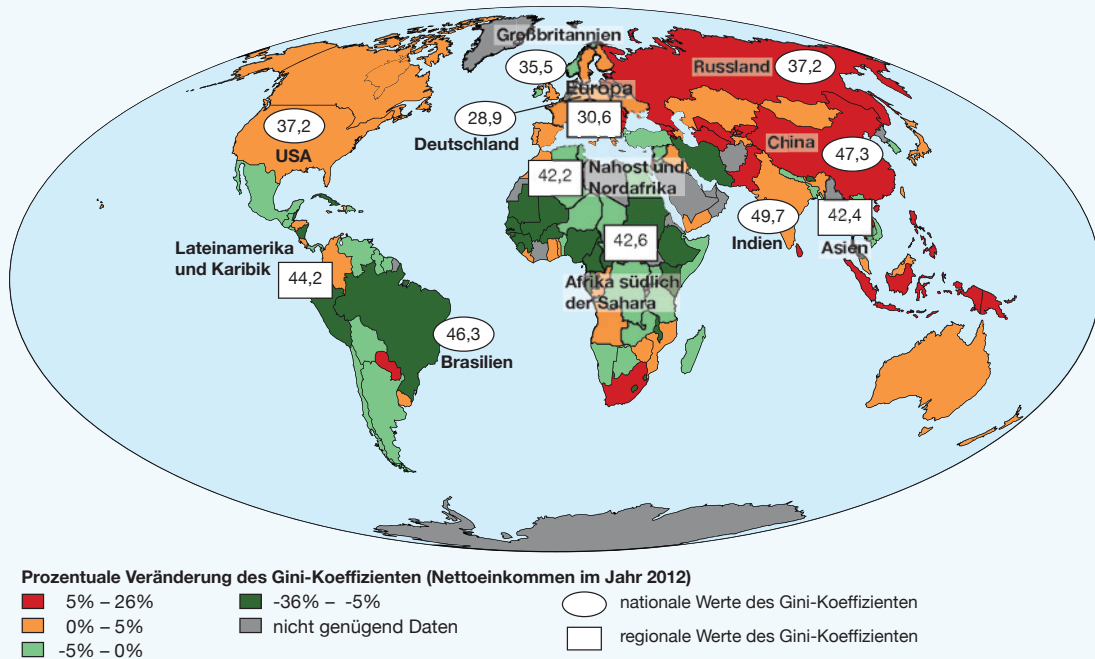 Großbritannien
35,5
Russland
37,2
Europa
30,6
28,9
Deutschland
37,2
USA
China
47,3
42,2
Nahost und
Nordafrika
49,7
Indien
42,4
Asien
Lateinamerika
und Karibik
44,2
42,6
Afrika südlich
der Sahara
46,3
Brasilien
Prozentuale Veränderung des Gini-Koeffizienten (Nettoeinkommen im Jahr 2012)
5% – 26%
0% – 5%
-5% – 0%
-36% – -5%
nicht genügend Daten
nationale Werte des Gini-Koeffizienten
regionale Werte des Gini-Koeffizienten